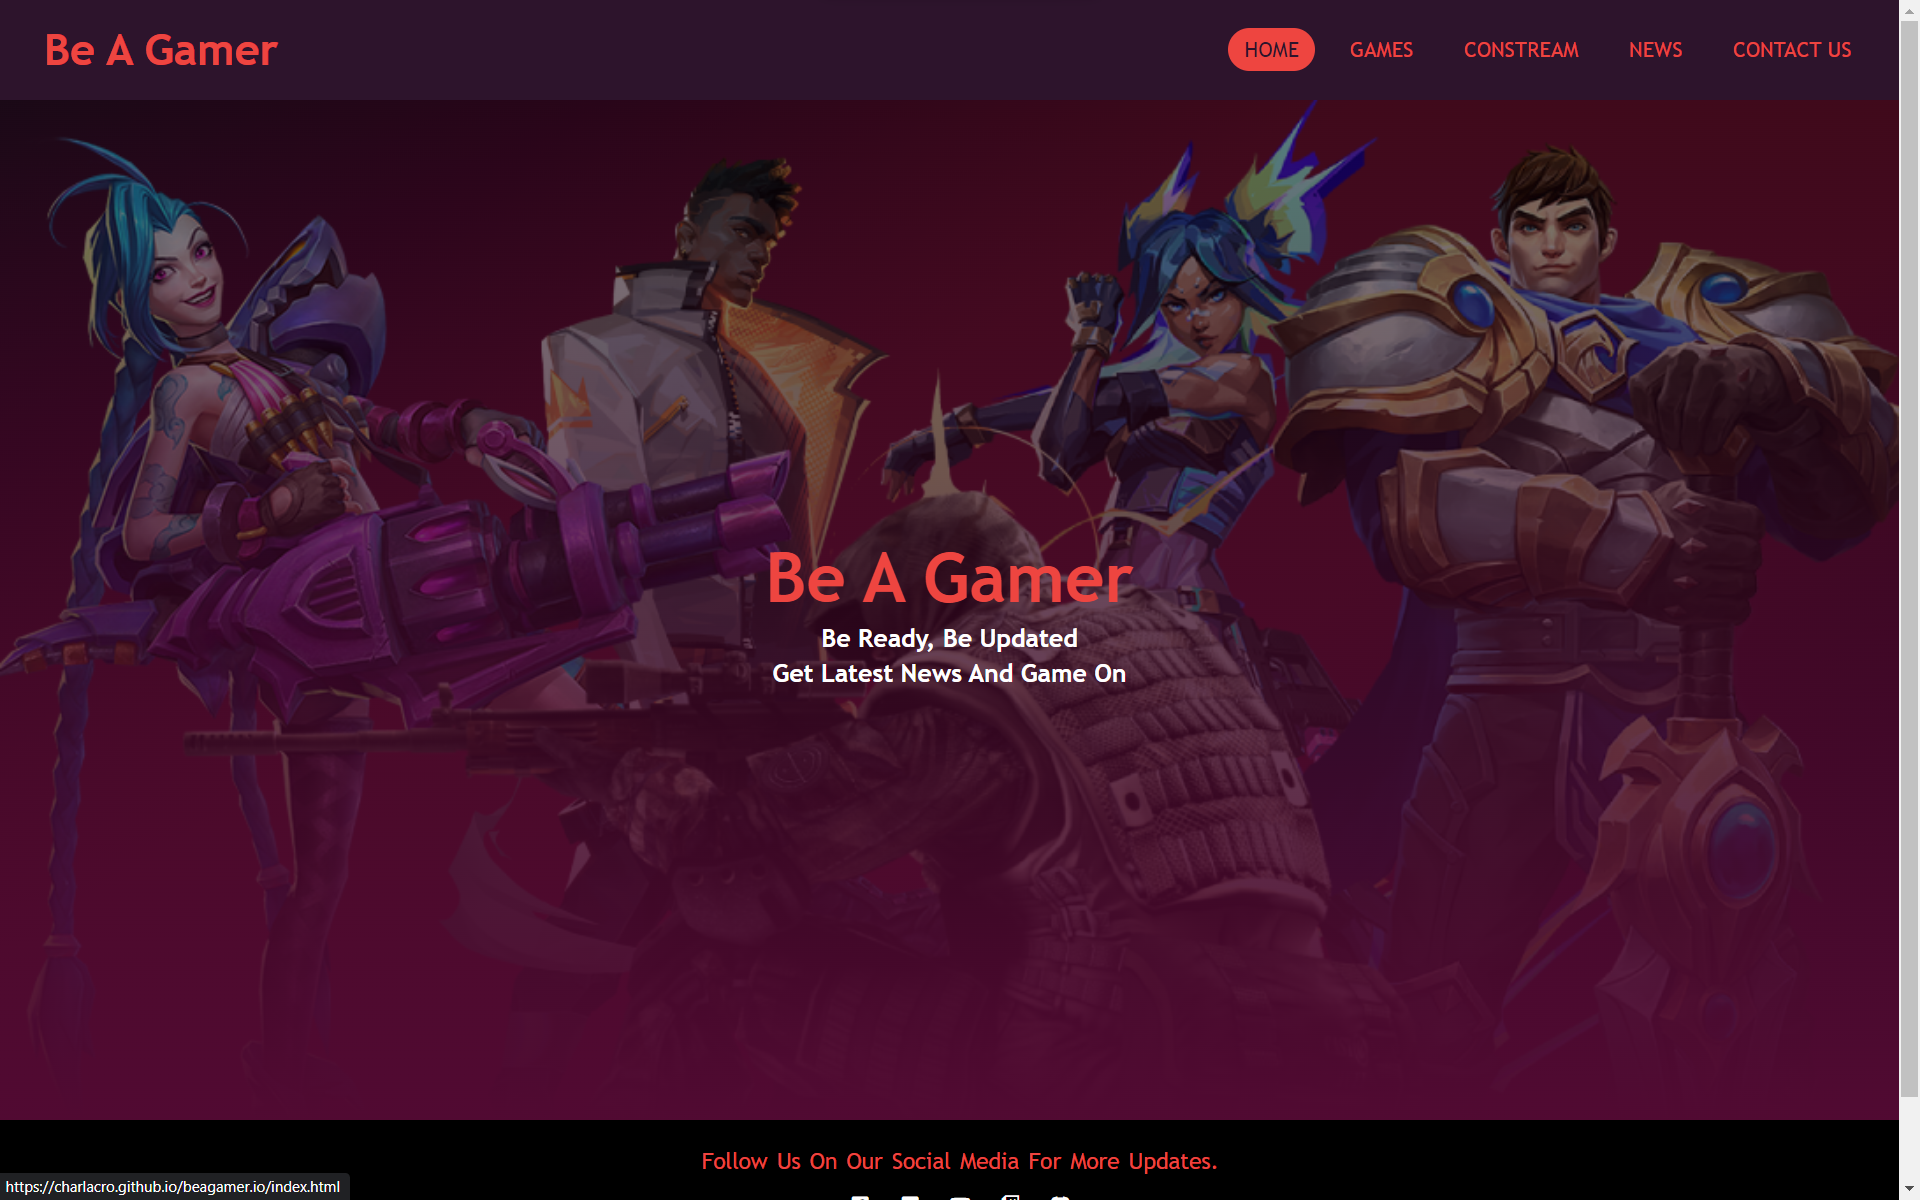 Be A Gamer
HOME
GAMES
CONSTREAM
NEWS
CONTACT US
Be A Gamer
Be Ready, Be Updated
Get Latest News And Game On
Follow Us On Our Social Media For More Updates.
https://charlacro.github.io/beagamer.io/index.html